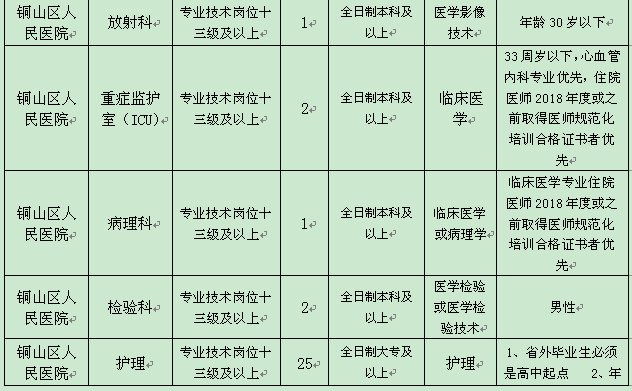 铜山区人民医院 放射科 专业技术岗位十三级及以上 1 全日制本科及以上 医学影像技术 年龄 30 岁以下
铜山区人民医院 重症监护室（ICU） 专业技术岗位十三级及以上 2 全日制本科及以上 临床医学 33 周岁以下，心血管内科专业优先，住院医师 2018 年度或之前取得医师规范化培训合格证书者优先
铜山区人民医院 病理科 专业技术岗位十三级及以上 1 全日制本科及以上 临床医学或病理学 临床医学专业住院医师 2018 年度或之前取得医师规范化培训合格证书者优先
铜山区人民医院 检验科 专业技术岗位十三级及以上 2 全日制本科及以上 医学检验或医学检验技术 男性
铜山区人民医院 护理 专业技术岗位十三级及以上 25 全日制大专及以上 护理 1、省外毕业生必须是高中起点 2、年